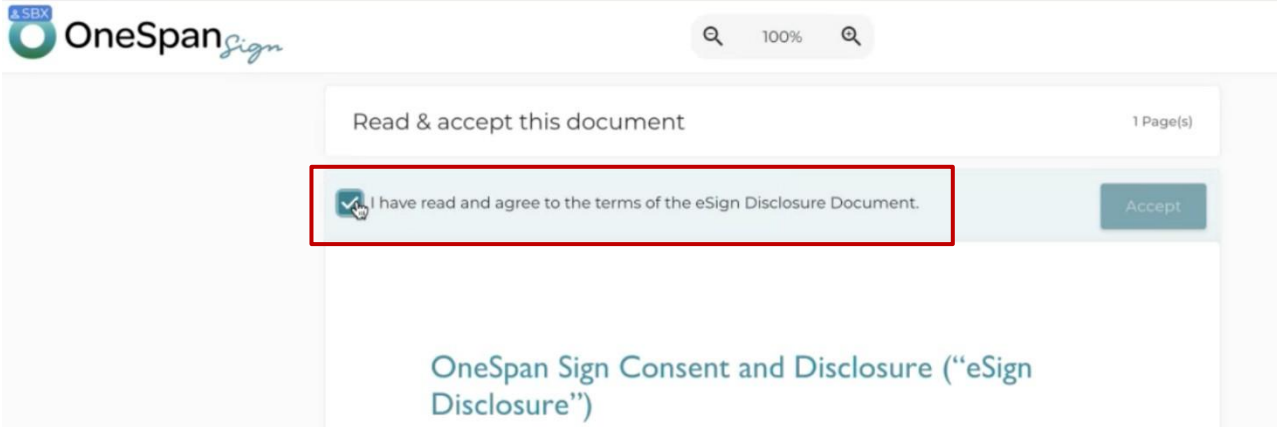 SBX
OneSpan Sign
100%
Read & accept this document
1 Page(s)
I have read and agree to the terms of the eSign Disclosure Document.
Accept
OneSpan Sign Consent and Disclosure (“eSign
Disclosure”)